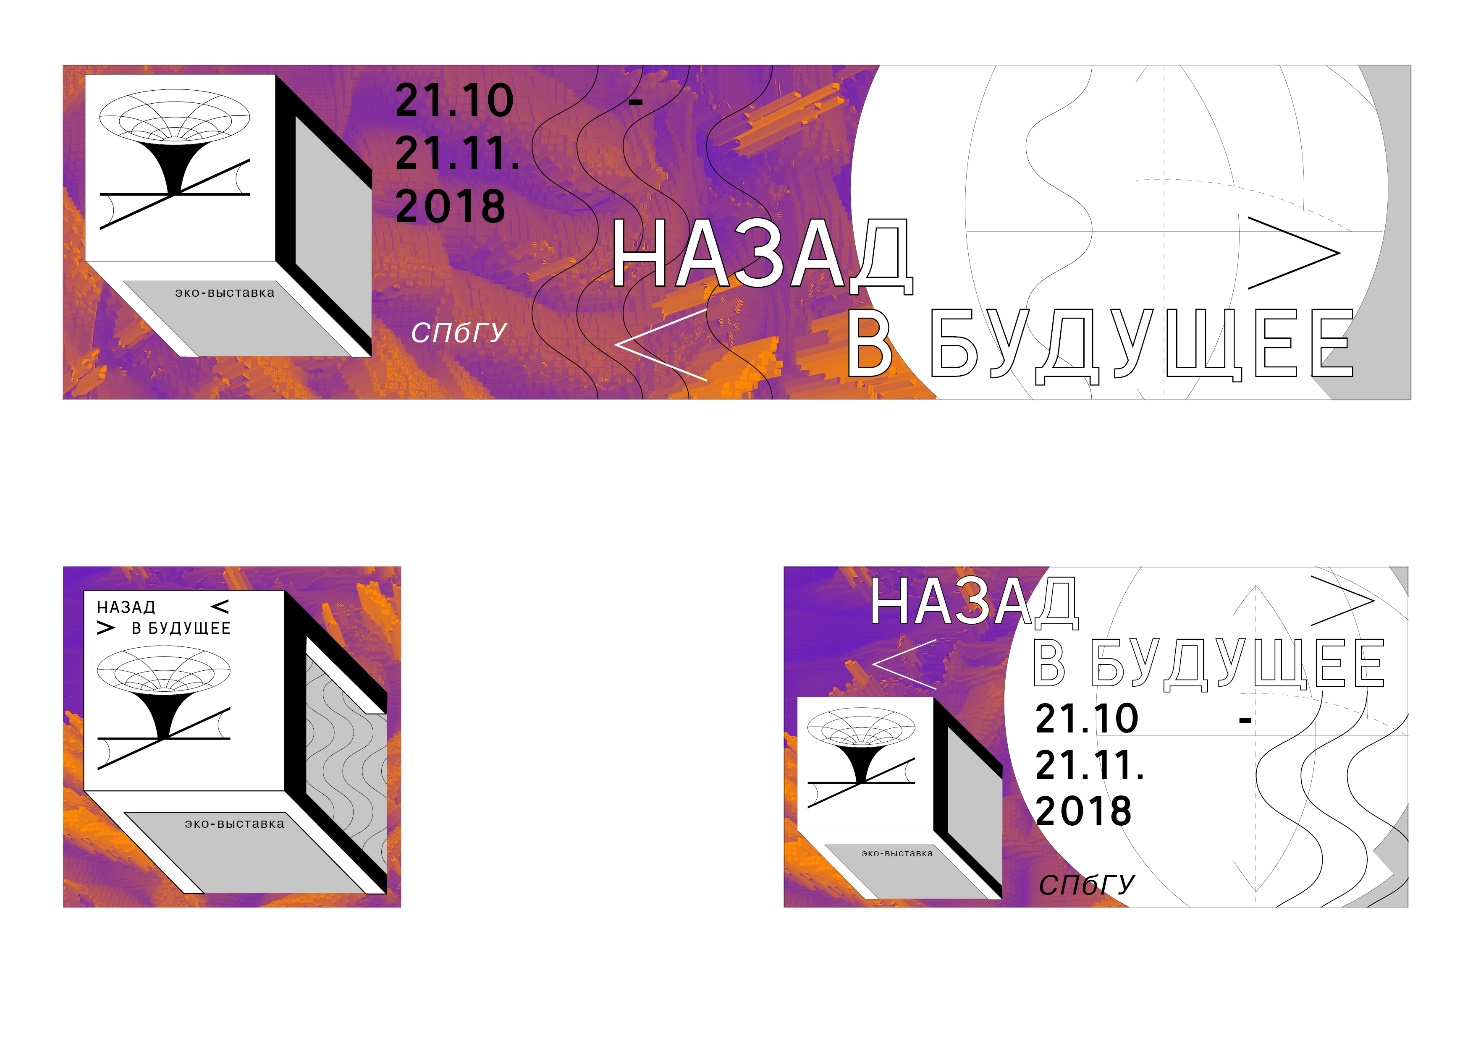 21.10 -
21.11.
2018
НАЗАД
В БУДУЩЕЕ
эко-выставка
СПбГУ
НАЗАД <
> В БУДУЩЕЕ
эко-выставка
НАЗАД
В БУДУЩЕЕ
21.10 -
21.11.
2018
эко-выставка
СПбГУ